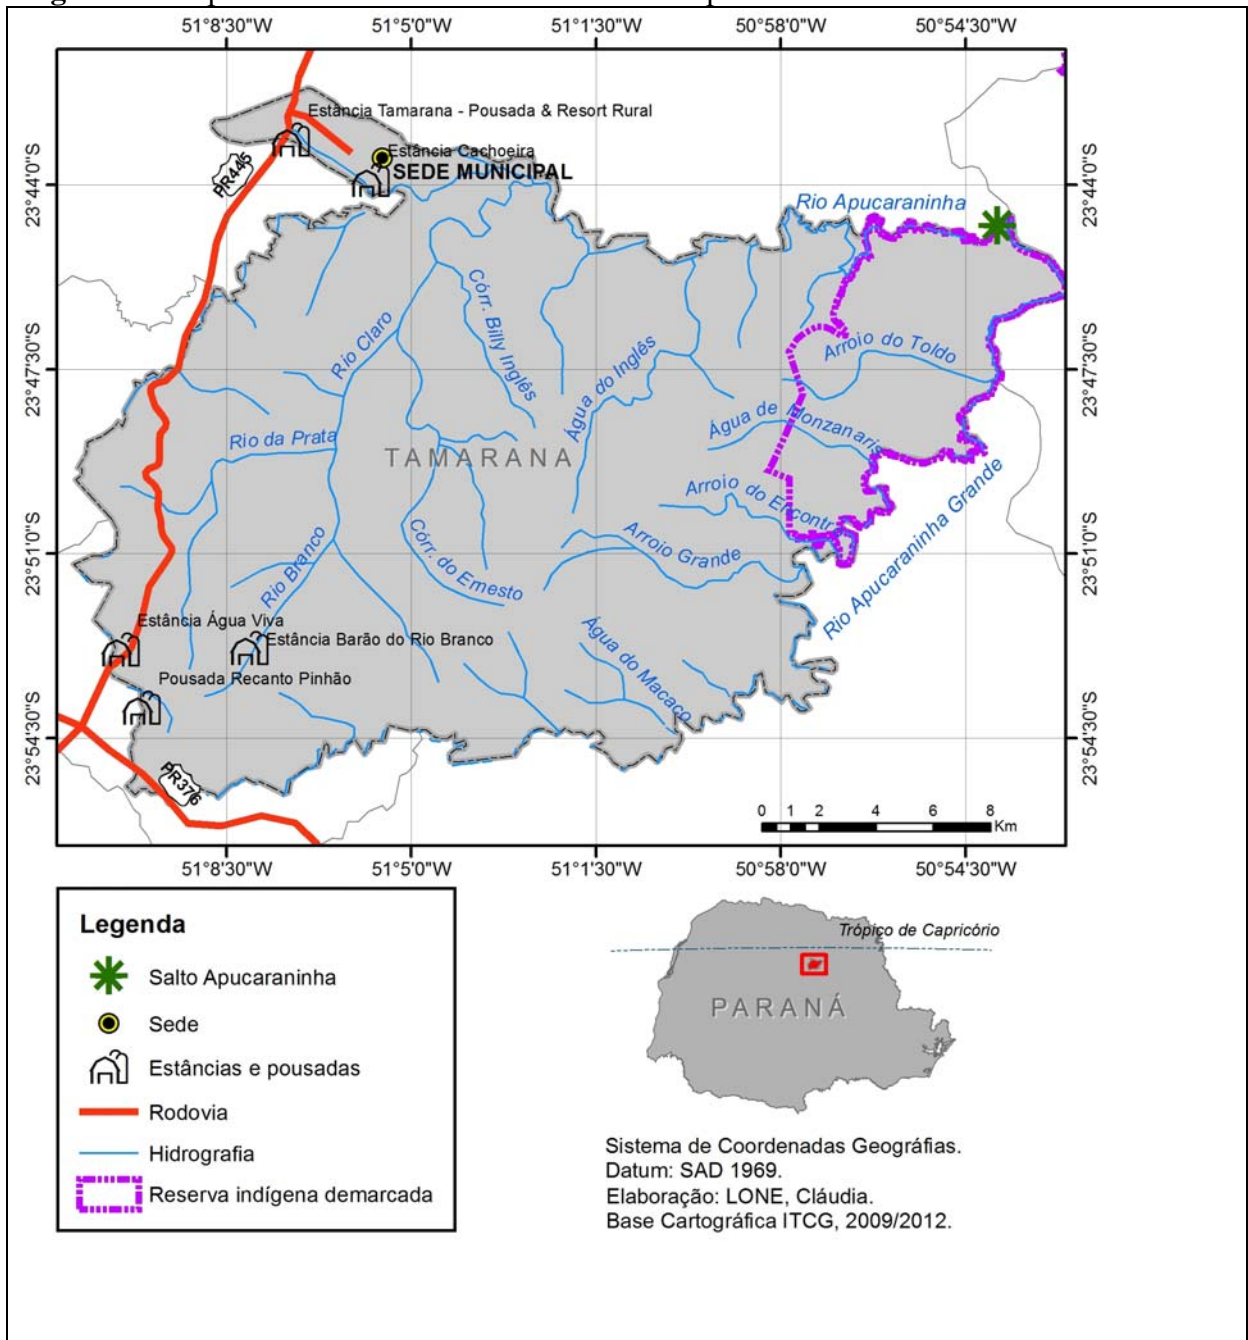 51°8'30"W 51°5'0"W 51°1'30"W 50°58'0"W 50°54'30"W
Estância Tamarana - Pousada & Resort Rural
Estância Cachoeira
SEDE MUNICIPAL
PR445
23°44'0"S
23°44'0"S
Rio Apucaraninha
Córr. Billy Inglês
Rio Claro
Água do Inglês
Arroio do Toldo
23°47'30"S
23°47'30"S
Água de Monzanaris
Rio da Prata
TAMARANA
Arroio do Encontr
Rio Apucaraninha Grande
23°51'0"S
23°51'0"S
Rio Branco
Córr. do Ernesto
Arroio Grande
Estância Água Viva
Estância Barão do Rio Branco
Água do Macaco
Pousada Recanto Pinhão
23°54'30"S
23°54'30"S
PR376
0 1 2 4 6 8
Km
51°8'30"W 51°5'0"W 51°1'30"W 50°58'0"W 50°54'30"W
Legenda
Salto Apucaraninha
Sede
Estâncias e pousadas
Rodovia
Hidrografia
Reserva indígena demarcada
Trópico de Capricório
PARANÁ
Sistema de Coordenadas Geográfias.
Datum: SAD 1969.
Elaboração: LONE, Cláudia.
Base Cartográfica ITCG, 2009/2012.